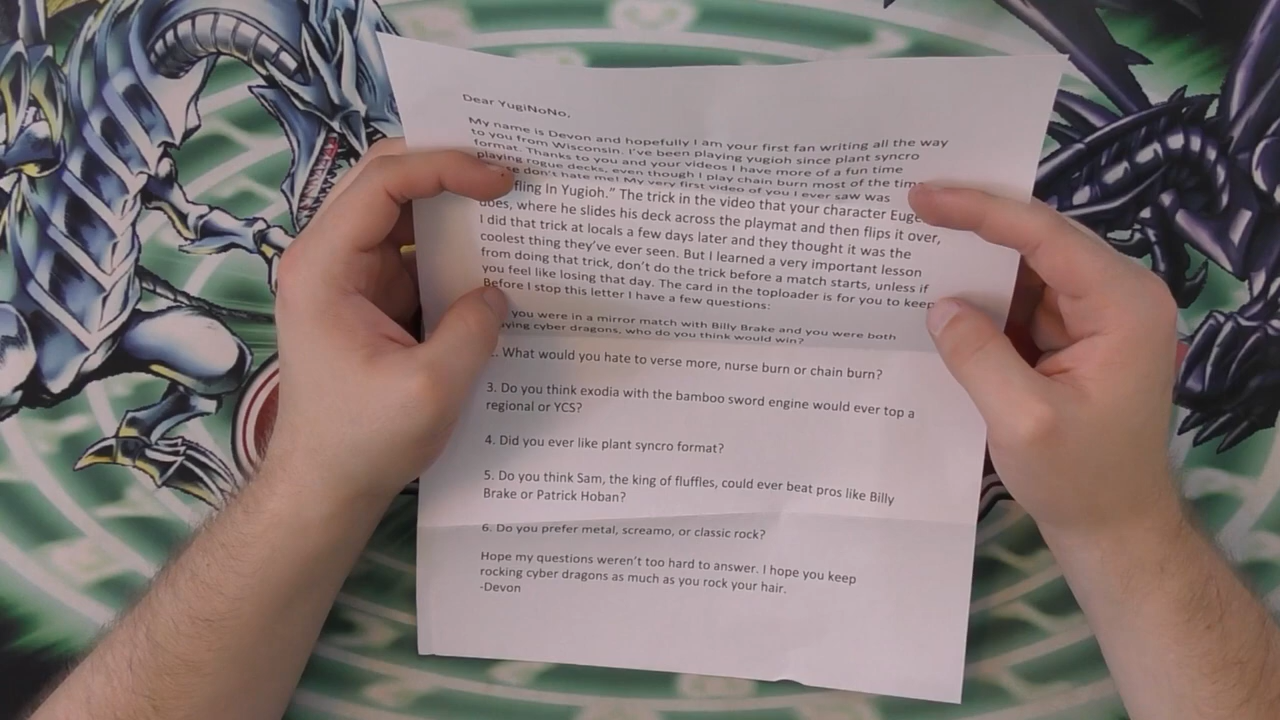 Dear YugiNoNo,
My name is Devon and hopefully I am your first fan writing all the way
to you from Wisconsin. I've been playing yugioh since plant syncro
format. Thanks to you and your videos I have more of a fun time
playing rogue decks, even though I play chain burn most of the time
don't hate me! My very first video of you I ever saw was
fling In Yugioh." The trick in the video that your character Euge
does, where he slides his deck across the playmat and then flips it over,
I did that trick at locals a few days later and they thought it was the
coolest thing they've ever seen. But I learned a very important lesson
from doing that trick, don't do the trick before a match starts, unless if
you feel like losing that day. The card in the toploader is for you to keep
Before I stop this letter I have a few questions:
you were in a mirror match with Billy Brake and you were both
ying cyber dragons, who do you think would win?
. What would you hate to verse more, nurse burn or chain burn?
3. Do you think exodia with the bamboo sword engine would ever top a
regional or YCS?
4. Did you ever like plant syncro format?
5. Do you think Sam, the king of fluffles, could ever beat pros like Billy
Brake or Patrick Hoban?
6. Do you prefer metal, screamo, or classic rock?
Hope my questions weren't too hard to answer. I hope you keep
rocking cyber dragons as much as you rock your hair.
-Devon